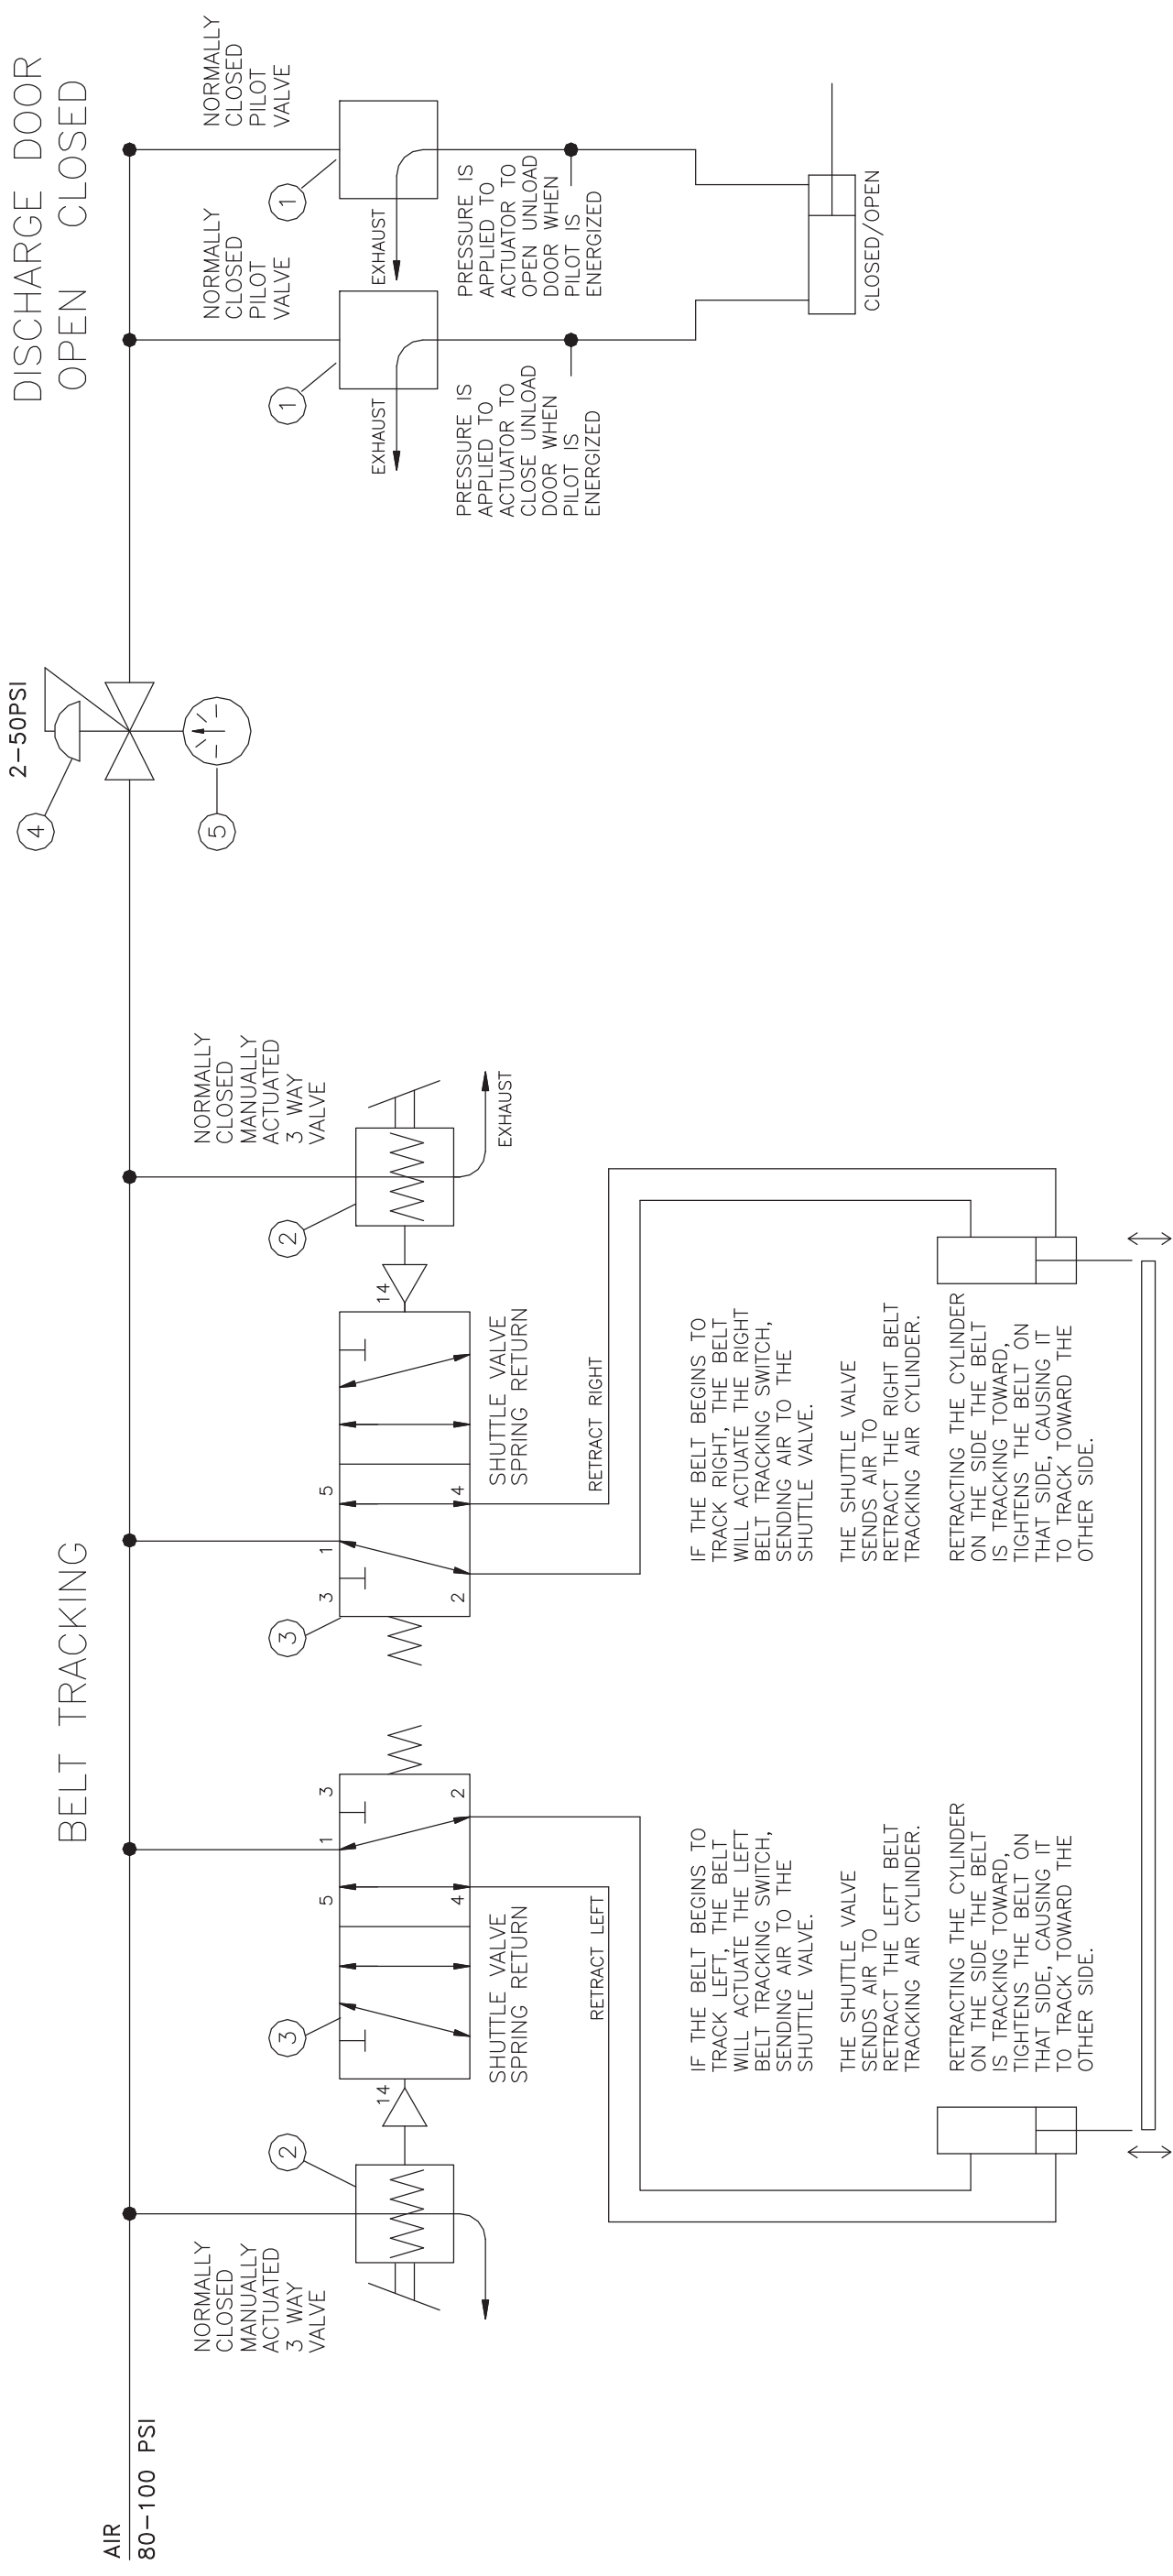 AIR
80-100 PSI
BELT TRACKING
NORMALLY
CLOSED
MANUALLY
ACTUATED
3 WAY
VALVE
2
14
3
5
1
3
4
2
SHUTTLE VALVE
SPRING RETURN
RETRACT LEFT
IF THE BELT BEGINS TO
TRACK LEFT, THE BELT
WILL ACTUATE THE LEFT
BELT TRACKING SWITCH,
SENDING AIR TO THE
SHUTTLE VALVE.
THE SHUTTLE VALVE
SENDS AIR TO
RETRACT THE LEFT BELT
TRACKING AIR CYLINDER.
RETRACTING THE CYLINDER
ON THE SIDE THE BELT
IS TRACKING TOWARD,
TIGHTENS THE BELT ON
THAT SIDE, CAUSING IT
TO TRACK TOWARD THE
OTHER SIDE.
3
3
1
5
2
4
14
SHUTTLE VALVE
SPRING RETURN
RETRACT RIGHT
NORMALLY
CLOSED
MANUALLY
ACTUATED
3 WAY
VALVE
2
EXHAUST
IF THE BELT BEGINS TO
TRACK RIGHT, THE BELT
WILL ACTUATE THE RIGHT
BELT TRACKING SWITCH,
SENDING AIR TO THE
SHUTTLE VALVE.
THE SHUTTLE VALVE
SENDS AIR TO
RETRACT THE RIGHT BELT
TRACKING AIR CYLINDER.
RETRACTING THE CYLINDER
ON THE SIDE THE BELT
IS TRACKING TOWARD,
TIGHTENS THE BELT ON
THAT SIDE, CAUSING IT
TO TRACK TOWARD THE
OTHER SIDE.
2-50PSI
4
5
DISCHARGE DOOR
OPEN CLOSED
NORMALLY
CLOSED
PILOT
VALVE
1
EXHAUST
PRESSURE IS
APPLIED TO
ACTUATOR TO
CLOSE UNLOAD
DOOR WHEN
PILOT IS
ENERGIZED
NORMALLY
CLOSED
PILOT
VALVE
1
EXHAUST
PRESSURE IS
APPLIED TO
ACTUATOR TO
OPEN UNLOAD
DOOR WHEN
PILOT IS
ENERGIZED
CLOSED/OPEN